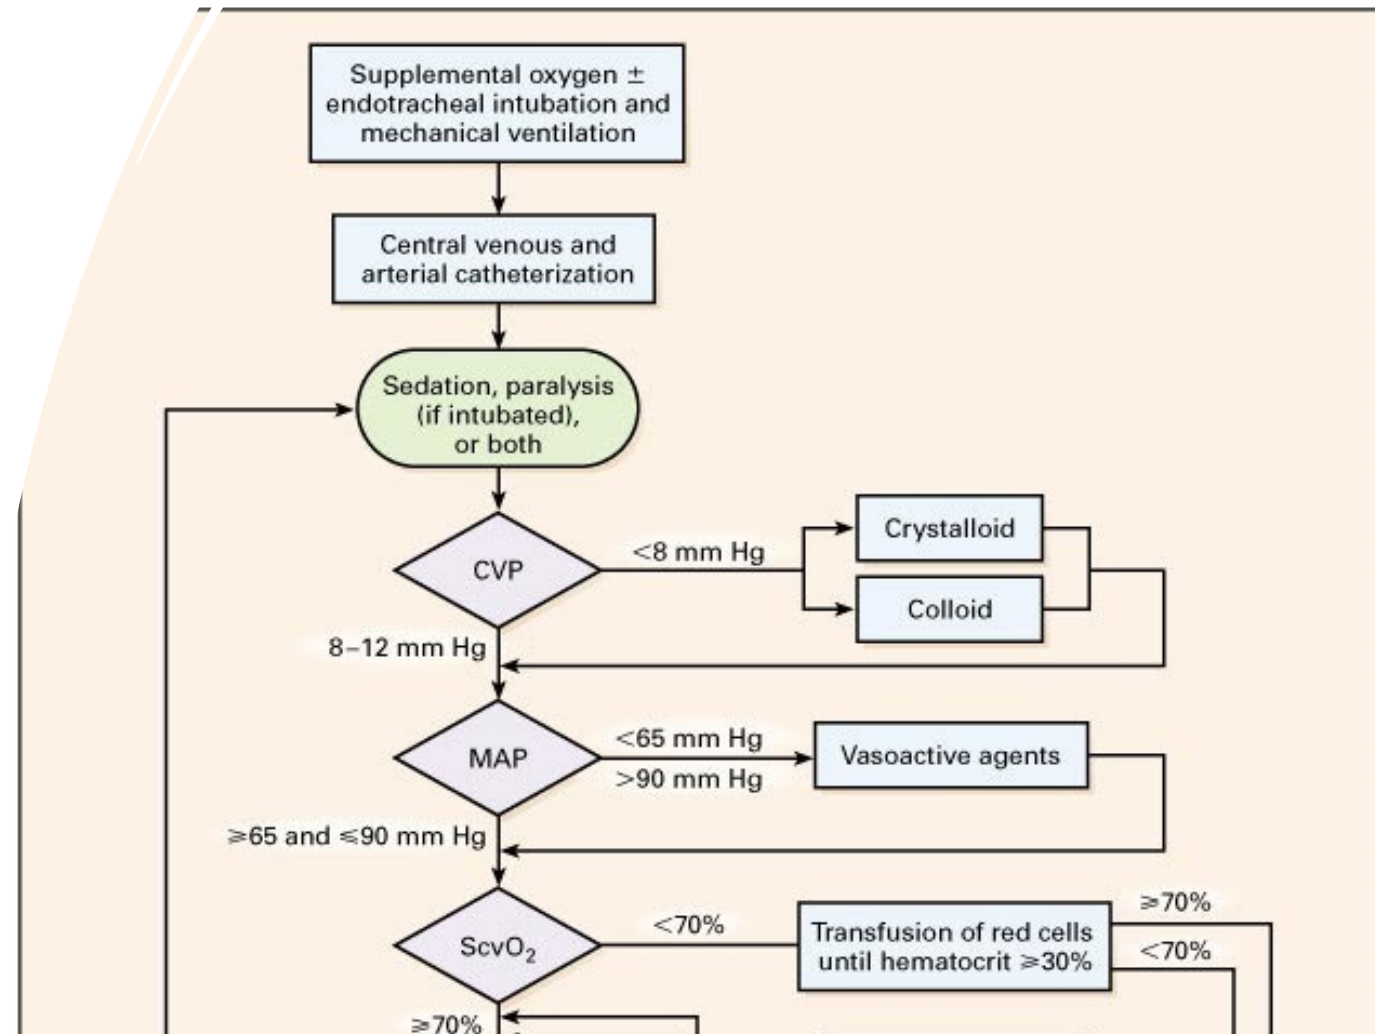 Supplemental oxygen ±
endotracheal intubation and
mechanical ventilation
Central venous and
arterial catheterization
Sedation, paralysis
(if intubated),
or both
CVP
<8 mm Hg
Crystalloid
Colloid
8–12 mm Hg
MAP
<65 mm Hg
>90 mm Hg
Vasoactive agents
≥65 and ≤90 mm Hg
ScvO₂
<70%
Transfusion of red cells
until hematocrit ≥30%
≥70%
<70%
≥70%